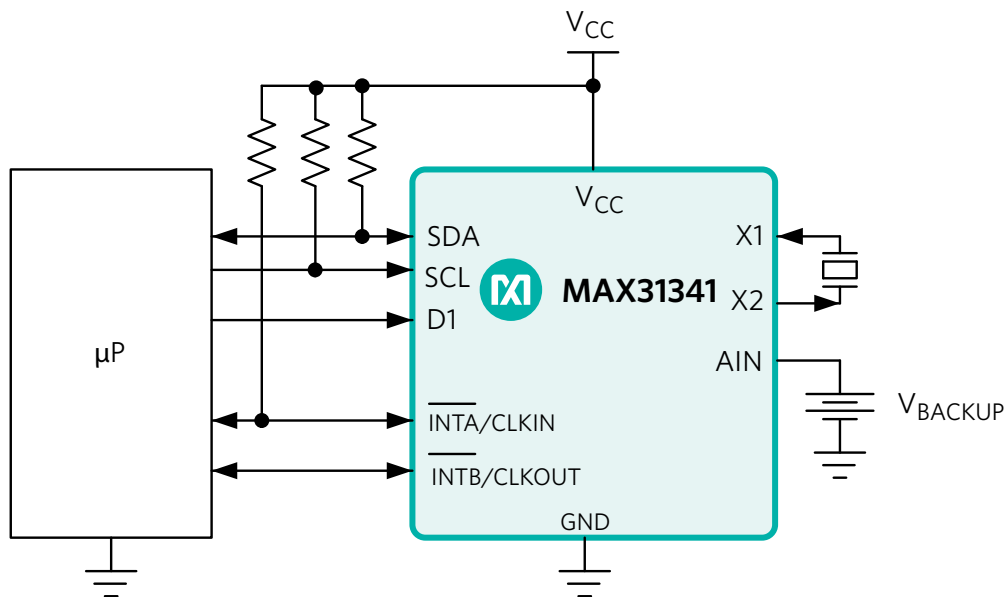 V_CC
V_CC
SDA
SCL
D1
μP
MAX31341
X1
X2
AIN
V_BACKUP
INTA/CLKIN
INTB/CLKOUT
GND